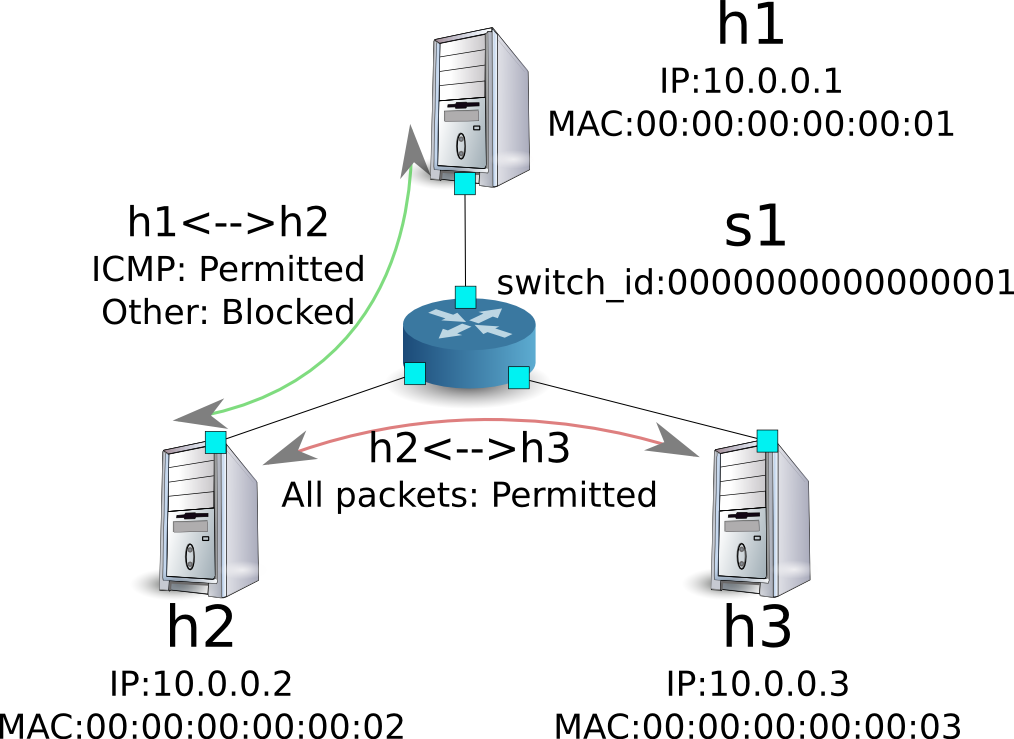 h1
IP:10.0.0.1
MAC:00:00:00:00:00:01
h1<-->h2
ICMP: Permitted
Other: Blocked
s1
switch_id:0000000000000001
h2<-->h3
All packets: Permitted
h2
IP:10.0.0.2
MAC:00:00:00:00:00:02
h3
IP:10.0.0.3
MAC:00:00:00:00:00:03